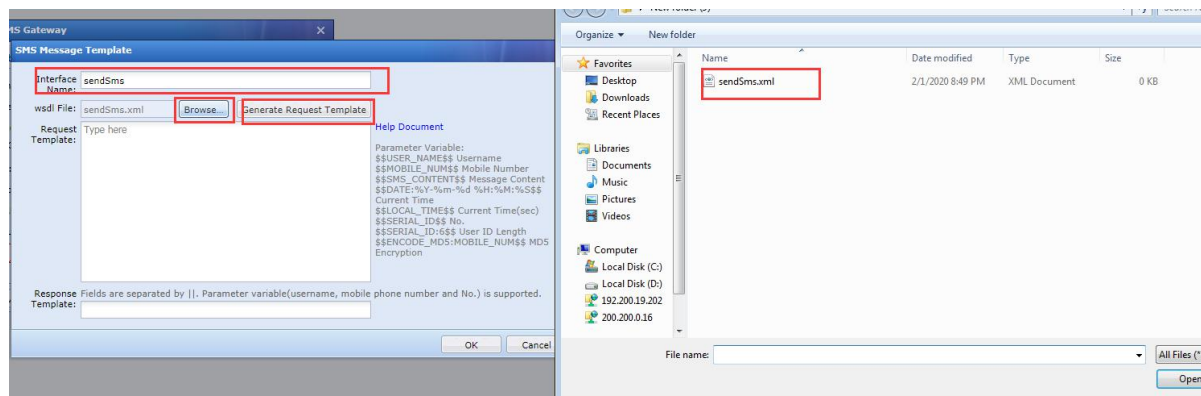 SMS Gateway
SMS Message Template
Interface Name: sendSms
wsdl File: sendSms.xml Browse... Generate Request Template
Request Template: Type here
Help Document
Parameter Variable:
$$USER_NAME$$ Username
$$MOBILE_NUM$$ Mobile Number
$$SMS_CONTENT$$ Message Content
$$DATE:%Y-%m-%d %H:%M:%S$$
Current Time
$$LOCAL_TIME$$ Current Time(sec)
$$SERIAL_ID$$ No.
$$SERIAL_ID:6$$ User ID Length
$$ENCODE_MD5:MOBILE_NUM$$ MD5
Encryption
Response Template: Fields are separated by ||. Parameter variable(username, mobile phone number and No.) is supported.
OK Cancel
New folder (3)
Organize New folder
Favorites
Desktop
Downloads
Recent Places
Libraries
Documents
Music
Pictures
Videos
Computer
Local Disk (C:)
Local Disk (D:)
192.200.19.202
200.200.0.16
Name Date modified Type Size
sendSms.xml 2/1/2020 8:49 PM XML Document 0 KB
File name: All Files (*
Open